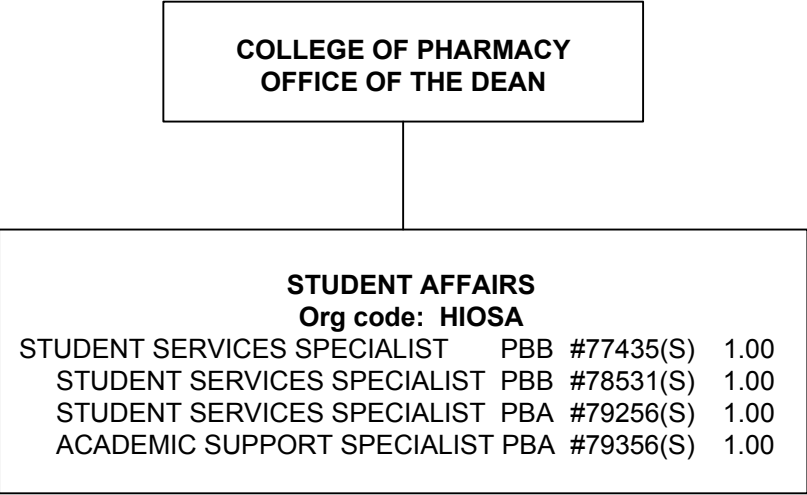 COLLEGE OF PHARMACY
OFFICE OF THE DEAN
STUDENT AFFAIRS
Org code: HIOSA
STUDENT SERVICES SPECIALIST PBB #77435(S) 1.00
STUDENT SERVICES SPECIALIST PBB #78531(S) 1.00
STUDENT SERVICES SPECIALIST PBA #79256(S) 1.00
ACADEMIC SUPPORT SPECIALIST PBA #79356(S) 1.00